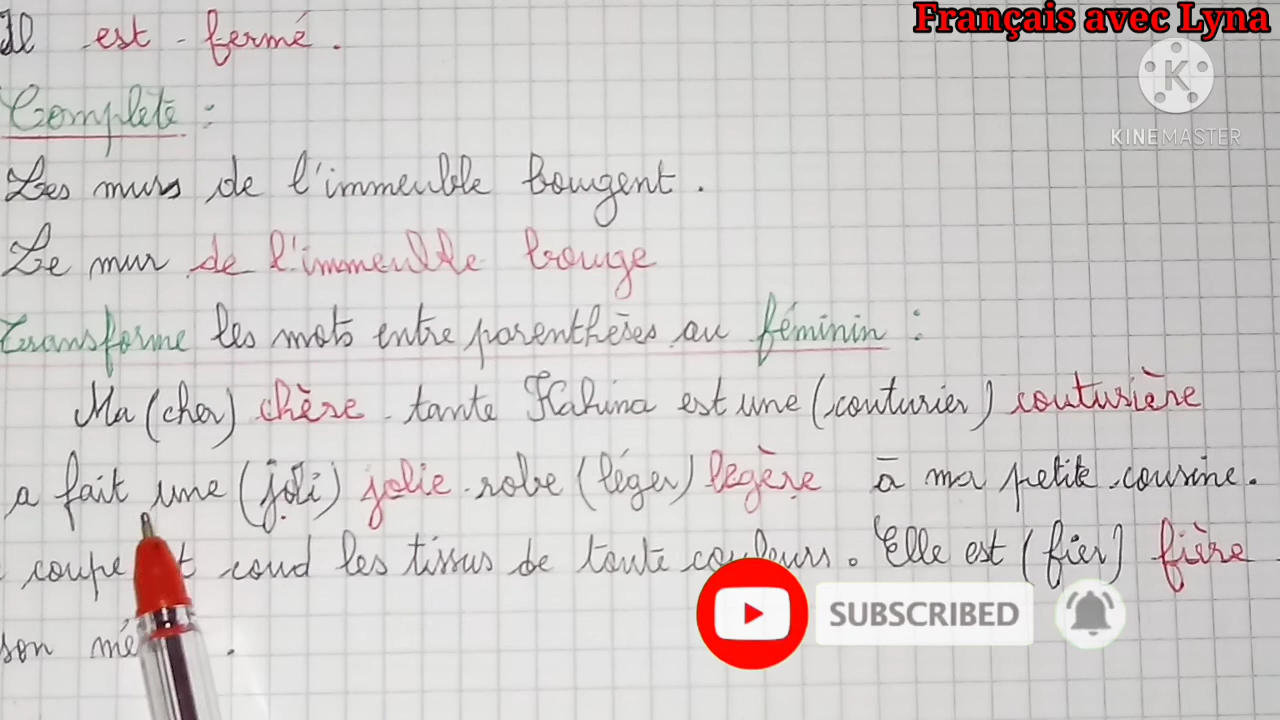 Français avec Lyna
Il est fermé.
KINEMASTER
Complète :
Les murs de l'immeuble bougent.
Le mur de l'immeuble bouge
Transforme les mots entre parenthèses au féminin :
Ma (cher) chère tante Kahina est une (couturier) couturière
a fait une (joli) jolie robe (léger) legère à ma petite cousine.
coupe coud les tissus de toute couleurs. Elle est (fier) fière
SUBSCRIBED
son